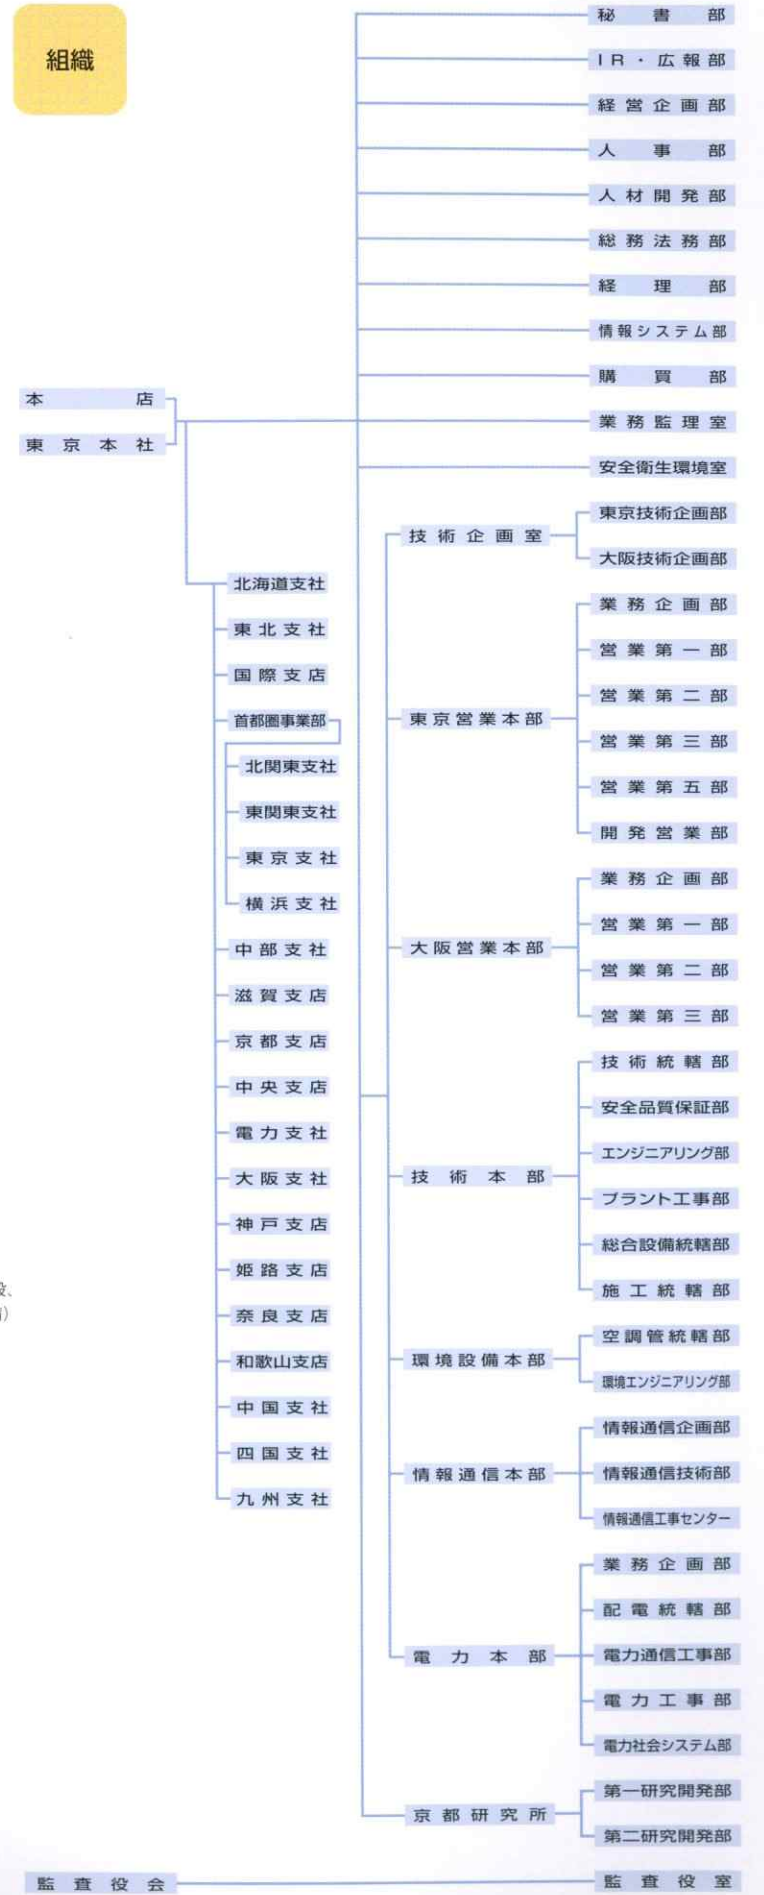 組織
本店
東京本社
秘書部
IR・広報部
経営企画部
人事部
人材開発部
総務法務部
経理部
情報システム部
購買部
業務監理室
安全衛生環境室
技術企画室
東京技術企画部
大阪技術企画部
東京営業本部
業務企画部
営業第一部
営業第二部
営業第三部
営業第五部
開発営業部
大阪営業本部
業務企画部
営業第一部
営業第二部
営業第三部
技術本部
技術統轄部
安全品質保証部
エンジニアリング部
プラント工事部
総合設備統轄部
施工統轄部
環境設備本部
空調管統轄部
環境エンジニアリング部
情報通信本部
情報通信企画部
情報通信技術部
情報通信工事センター
電力本部
業務企画部
配電統轄部
電力通信工事部
電力工事部
電力社会システム部
京都研究所
第一研究開発部
第二研究開発部
北海道支社
東北支社
国際支店
首都圏事業部
北関東支社
東関東支社
東京支社
横浜支社
中部支社
滋賀支店
京都支店
中央支店
電力支社
大阪支社
神戸支店
姫路支店
奈良支店
和歌山支店
中国支社
四国支社
九州支社
監査役会
監査役室